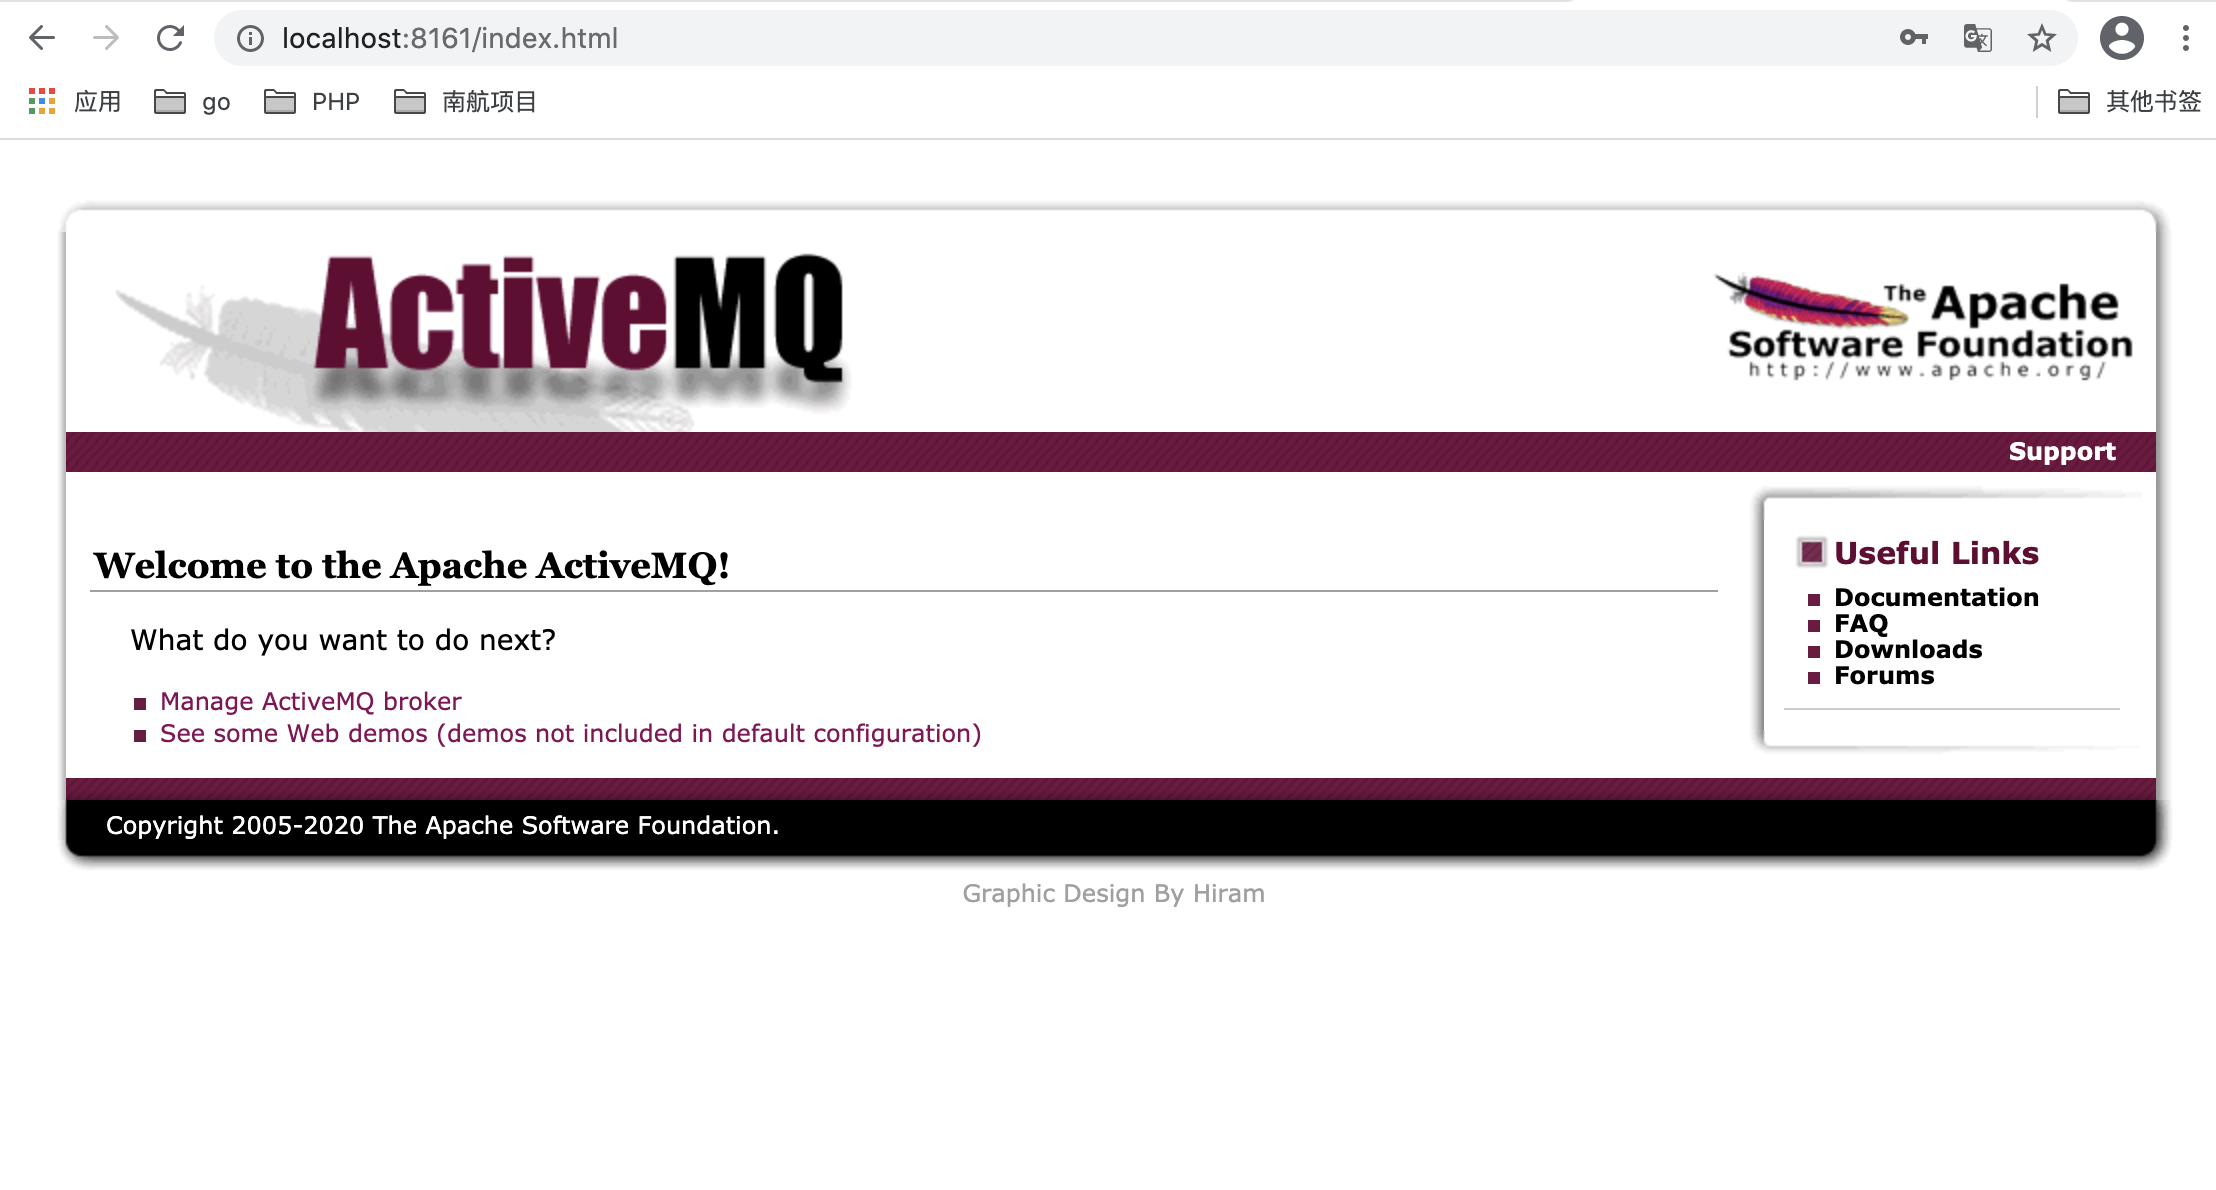 localhost:8161/index.html
应用 go PHP 南航项目 其他书签
ActiveMQ
The Apache
Software Foundation
http://www.apache.org/
Support
Welcome to the Apache ActiveMQ!
What do you want to do next?
Manage ActiveMQ broker
See some Web demos (demos not included in default configuration)
Useful Links
Documentation
FAQ
Downloads
Forums
Copyright 2005-2020 The Apache Software Foundation.
Graphic Design By Hiram